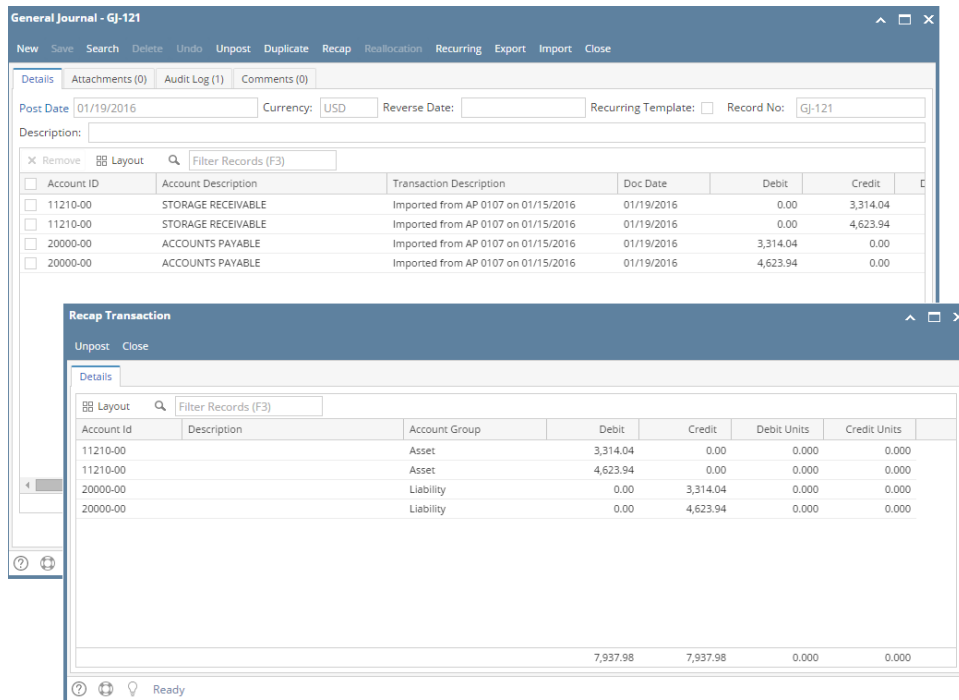 General Journal - GJ-121
New Save Search Delete Undo Unpost Duplicate Recap Reallocation Recurring Export Import Close
Details Attachments (0) Audit Log (1) Comments (0)
Post Date 01/19/2016 Currency: USD Reverse Date: Recurring Template: Record No: GJ-121
Description:
Remove Layout Filter Records (F3)
Account ID Account Description Transaction Description Doc Date Debit Credit D
11210-00 STORAGE RECEIVABLE Imported from AP 0107 on 01/15/2016 01/19/2016 0.00 3,314.04
11210-00 STORAGE RECEIVABLE Imported from AP 0107 on 01/15/2016 01/19/2016 0.00 4,623.94
20000-00 ACCOUNTS PAYABLE Imported from AP 0107 on 01/15/2016 01/19/2016 3,314.04 0.00
20000-00 ACCOUNTS PAYABLE Imported from AP 0107 on 01/15/2016 01/19/2016 4,623.94 0.00
Recap Transaction
Unpost Close
Details
Layout Filter Records (F3)
Account Id Description Account Group Debit Credit Debit Units Credit Units
11210-00 Asset 3,314.04 0.00 0.000 0.000
11210-00 Asset 4,623.94 0.00 0.000 0.000
20000-00 Liability 0.00 3,314.04 0.000 0.000
20000-00 Liability 0.00 4,623.94 0.000 0.000
7,937.98 7,937.98 0.000 0.000
Ready